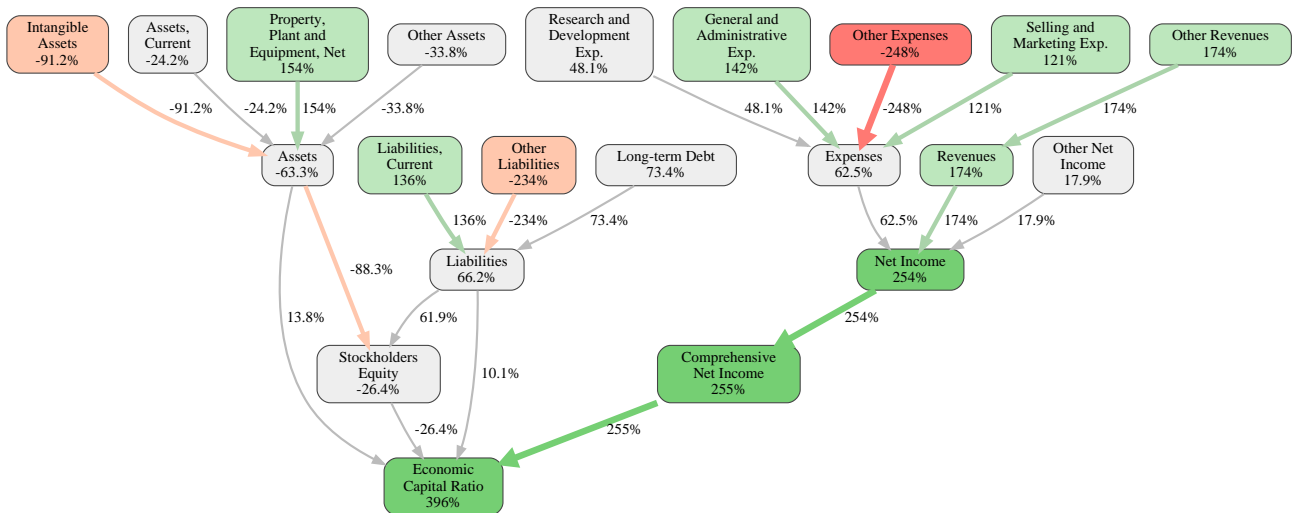 Intangible
Assets
-91.2%
Assets,
Current
-24.2%
Property,
Plant and
Equipment, Net
154%
Other Assets
-33.8%
Research and
Development
Exp.
48.1%
General and
Administrative
Exp.
142%
Other Expenses
-248%
Selling and
Marketing Exp.
121%
Other Revenues
174%
-91.2%
-24.2%
154%
-33.8%
48.1%
142%
-248%
121%
174%
Assets
-63.3%
Liabilities,
Current
136%
Other
Liabilities
-234%
Long-term Debt
73.4%
Expenses
62.5%
Revenues
174%
Other Net
Income
17.9%
136%
-234%
73.4%
62.5%
174%
17.9%
-88.3%
Liabilities
66.2%
Net Income
254%
13.8%
61.9%
254%
Stockholders
Equity
-26.4%
10.1%
Comprehensive
Net Income
255%
-26.4%
255%
Economic
Capital Ratio
396%